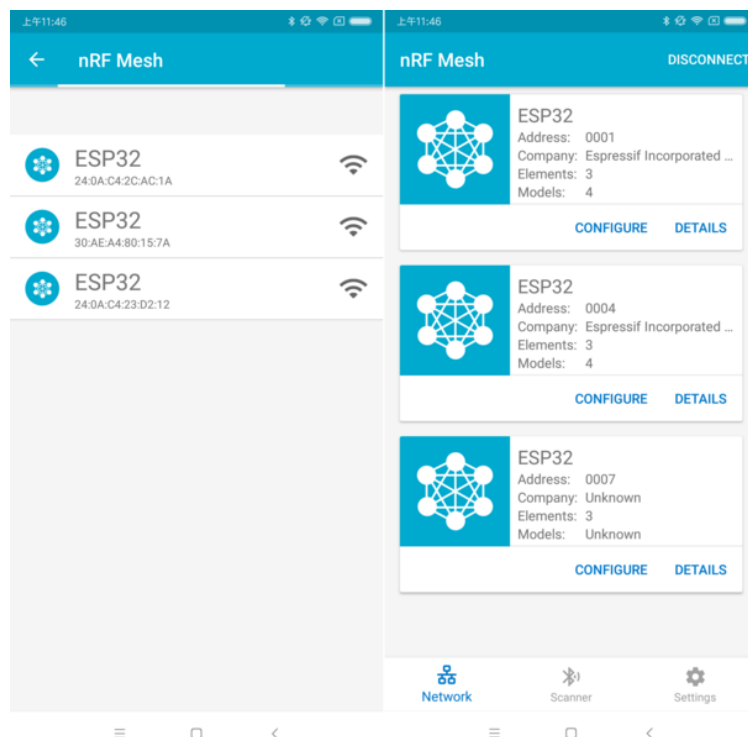 上午11:46
nRF Mesh
ESP32
24:0A:C4:2C:AC:1A
ESP32
30:AE:A4:80:15:7A
ESP32
24:0A:C4:23:D2:12
上午11:46
nRF Mesh DISCONNECT
ESP32
Address: 0001
Company: Espressif Incorporated ...
Elements: 3
Models: 4
CONFIGURE DETAILS
ESP32
Address: 0004
Company: Espressif Incorporated ...
Elements: 3
Models: 4
CONFIGURE DETAILS
ESP32
Address: 0007
Company: Unknown
Elements: 3
Models: Unknown
CONFIGURE DETAILS
Network Scanner Settings